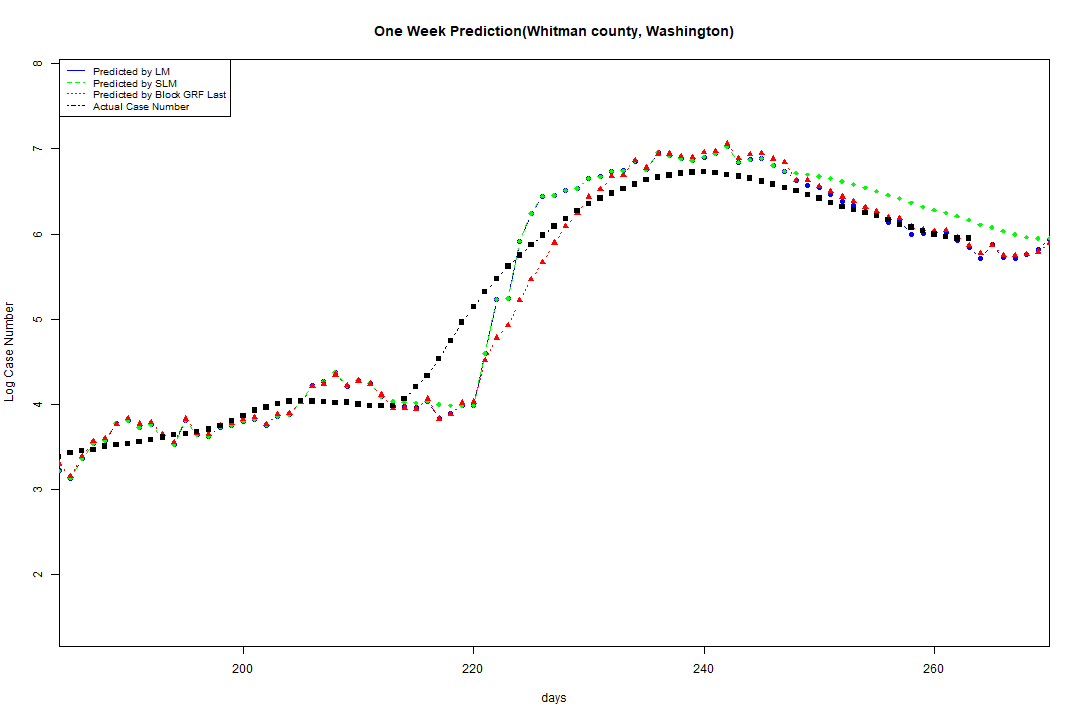 One Week Prediction(Whitman county, Washington)
Predicted by LM
Predicted by SLM
Predicted by Block GRF Last
Actual Case Number
8
7
6
5
4
3
2
Log Case Number
200 220 240 260
days